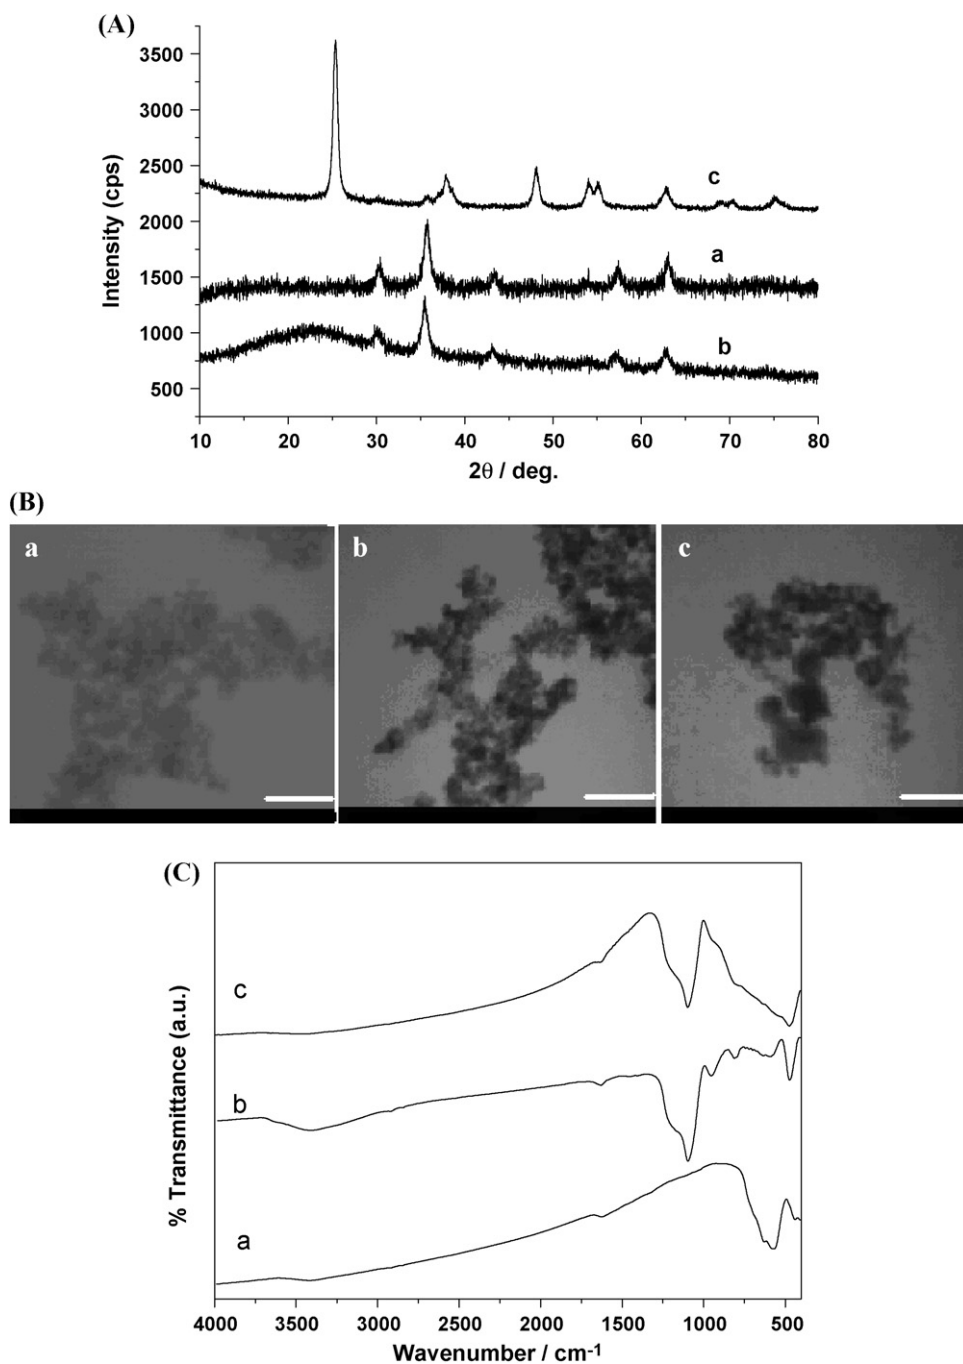 (A)
Intensity (cps)
3500
3000
2500
2000
1500
1000
500
c
a
b
10 20 30 40 50 60 70 80
2θ / deg.
(B)
a b c
(C)
% Transmittance (a.u.)
c
b
a
4000 3500 3000 2500 2000 1500 1000 500
Wavenumber / cm-1